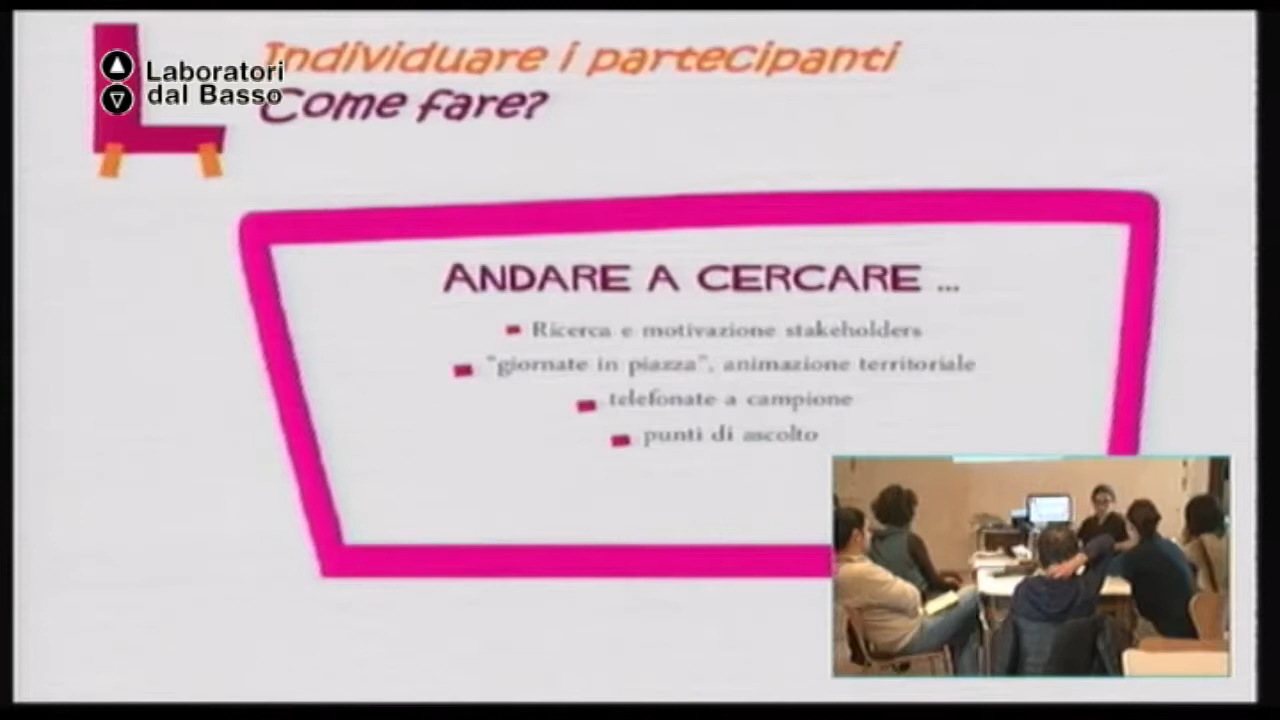 Individuare i partecipanti
Laboratori
dal Basso
Come fare?
ANDARE A CERCARE ...
Ricerca e motivazione stakeholders
"giornate in piazza", animazione territoriale
telefonate a campione
punti di ascolto